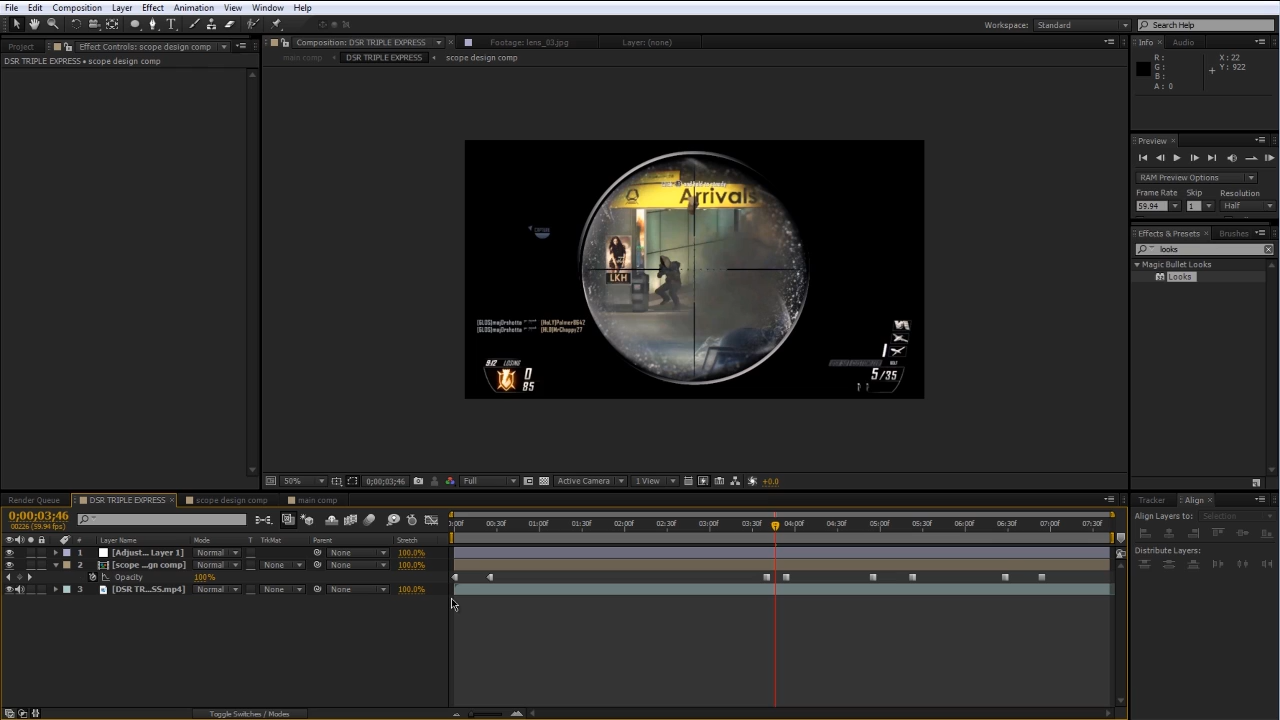 File Edit Composition Layer Effect Animation View Window Help
Workspace: Standard
Search Help
Project
Effect Controls: scope design comp
DSR TRIPLE EXPRESS • scope design comp
Composition: DSR TRIPLE EXPRESS
Footage: lens_03.jpg
Layer: (none)
main comp
DSR TRIPLE EXPRESS
scope design comp
Arrivals
LKH
CAPTURE
LOSING
0
85
1
5/35
50%
0;00;03;46
Full
Active Camera
1 View
+0.0
Info Audio
R:
G:
B:
A: 0
X: 22
Y: 922
Preview
RAM Preview Options
Frame Rate Skip Resolution
59.94 1 Half
Effects & Presets Brushes
looks
Magic Bullet Looks
Looks
Render Queue
DSR TRIPLE EXPRESS
scope design comp
main comp
0;00;03;46
00226 (59.94 fps)
:00f 00:30f 01:00f 01:30f 02:00f 02:30f 03:00f 03:30f 04:00f 04:30f 05:00f 05:30f 06:00f 06:30f 07:00f 07:30f
# Layer Name Mode T TrkMat Parent Stretch
1 [Adjust... Layer 1] Normal None 100.0%
2 [scope ...gn comp] Normal None None 100.0%
Opacity 100%
3 [DSR TR...SS.mp4] Normal None None 100.0%
Toggle Switches / Modes
Tracker Align
Align Layers to: Selection
Distribute Layers: